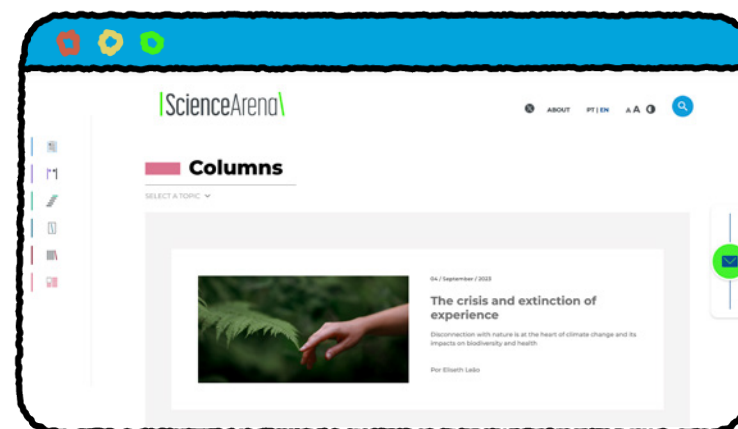 |ScienceArena\
ABOUT PT | EN A A
Columns
SELECT A TOPIC
04 / September / 2023
The crisis and extinction of
experience
Disconnection with nature is at the heart of climate change and its
impacts on biodiversity and health
Por Eliseth Leão